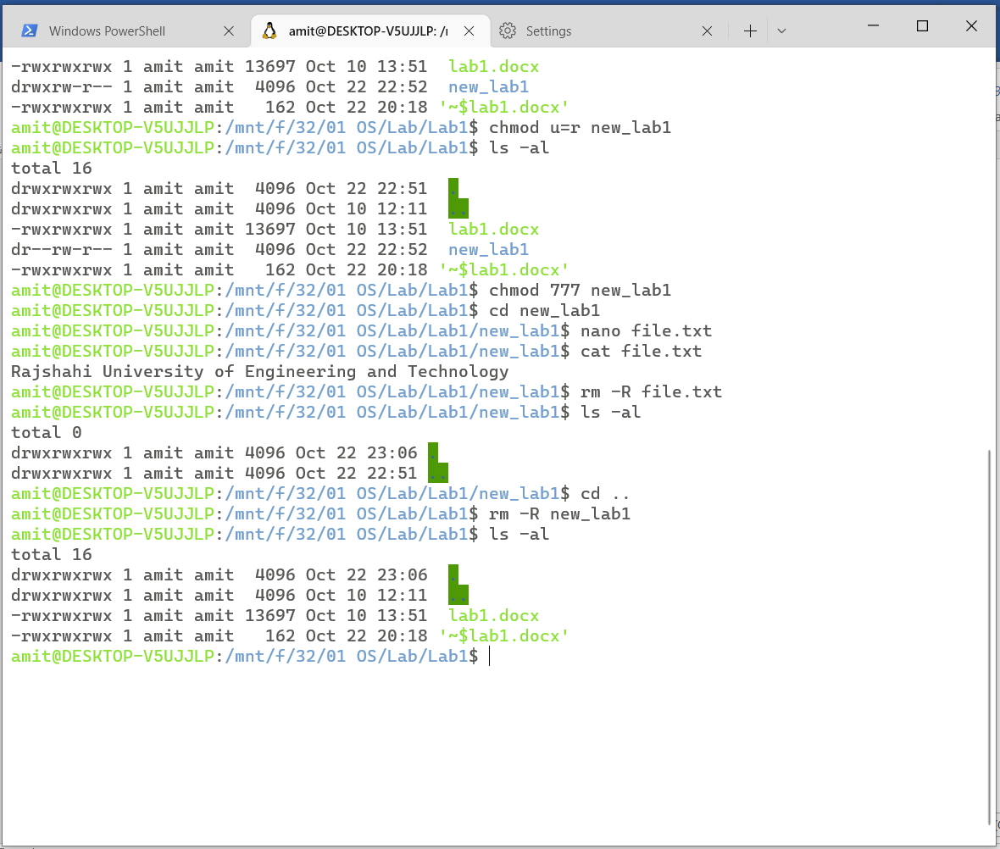 Windows PowerShell
amit@DESKTOP-V5UJJLP: /r
Settings
-rwxrwxrwx 1 amit amit 13697 Oct 10 13:51  lab1.docx
drwxrw-r-- 1 amit amit  4096 Oct 22 22:52  new_lab1
-rwxrwxrwx 1 amit amit   162 Oct 22 20:18 '~$lab1.docx'
amit@DESKTOP-V5UJJLP:/mnt/f/32/01 OS/Lab/Lab1$ chmod u=r new_lab1
amit@DESKTOP-V5UJJLP:/mnt/f/32/01 OS/Lab/Lab1$ ls -al
total 16
drwxrwxrwx 1 amit amit  4096 Oct 22 22:51  .
drwxrwxrwx 1 amit amit  4096 Oct 10 12:11  ..
-rwxrwxrwx 1 amit amit 13697 Oct 10 13:51  lab1.docx
dr--rw-r-- 1 amit amit  4096 Oct 22 22:52  new_lab1
-rwxrwxrwx 1 amit amit   162 Oct 22 20:18 '~$lab1.docx'
amit@DESKTOP-V5UJJLP:/mnt/f/32/01 OS/Lab/Lab1$ chmod 777 new_lab1
amit@DESKTOP-V5UJJLP:/mnt/f/32/01 OS/Lab/Lab1$ cd new_lab1
amit@DESKTOP-V5UJJLP:/mnt/f/32/01 OS/Lab/Lab1/new_lab1$ nano file.txt
amit@DESKTOP-V5UJJLP:/mnt/f/32/01 OS/Lab/Lab1/new_lab1$ cat file.txt
Rajshahi University of Engineering and Technology
amit@DESKTOP-V5UJJLP:/mnt/f/32/01 OS/Lab/Lab1/new_lab1$ rm -R file.txt
amit@DESKTOP-V5UJJLP:/mnt/f/32/01 OS/Lab/Lab1/new_lab1$ ls -al
total 0
drwxrwxrwx 1 amit amit 4096 Oct 22 23:06 .
drwxrwxrwx 1 amit amit 4096 Oct 22 22:51 ..
amit@DESKTOP-V5UJJLP:/mnt/f/32/01 OS/Lab/Lab1/new_lab1$ cd ..
amit@DESKTOP-V5UJJLP:/mnt/f/32/01 OS/Lab/Lab1$ rm -R new_lab1
amit@DESKTOP-V5UJJLP:/mnt/f/32/01 OS/Lab/Lab1$ ls -al
total 16
drwxrwxrwx 1 amit amit  4096 Oct 22 23:06  .
drwxrwxrwx 1 amit amit  4096 Oct 10 12:11  ..
-rwxrwxrwx 1 amit amit 13697 Oct 10 13:51  lab1.docx
-rwxrwxrwx 1 amit amit   162 Oct 22 20:18 '~$lab1.docx'
amit@DESKTOP-V5UJJLP:/mnt/f/32/01 OS/Lab/Lab1$